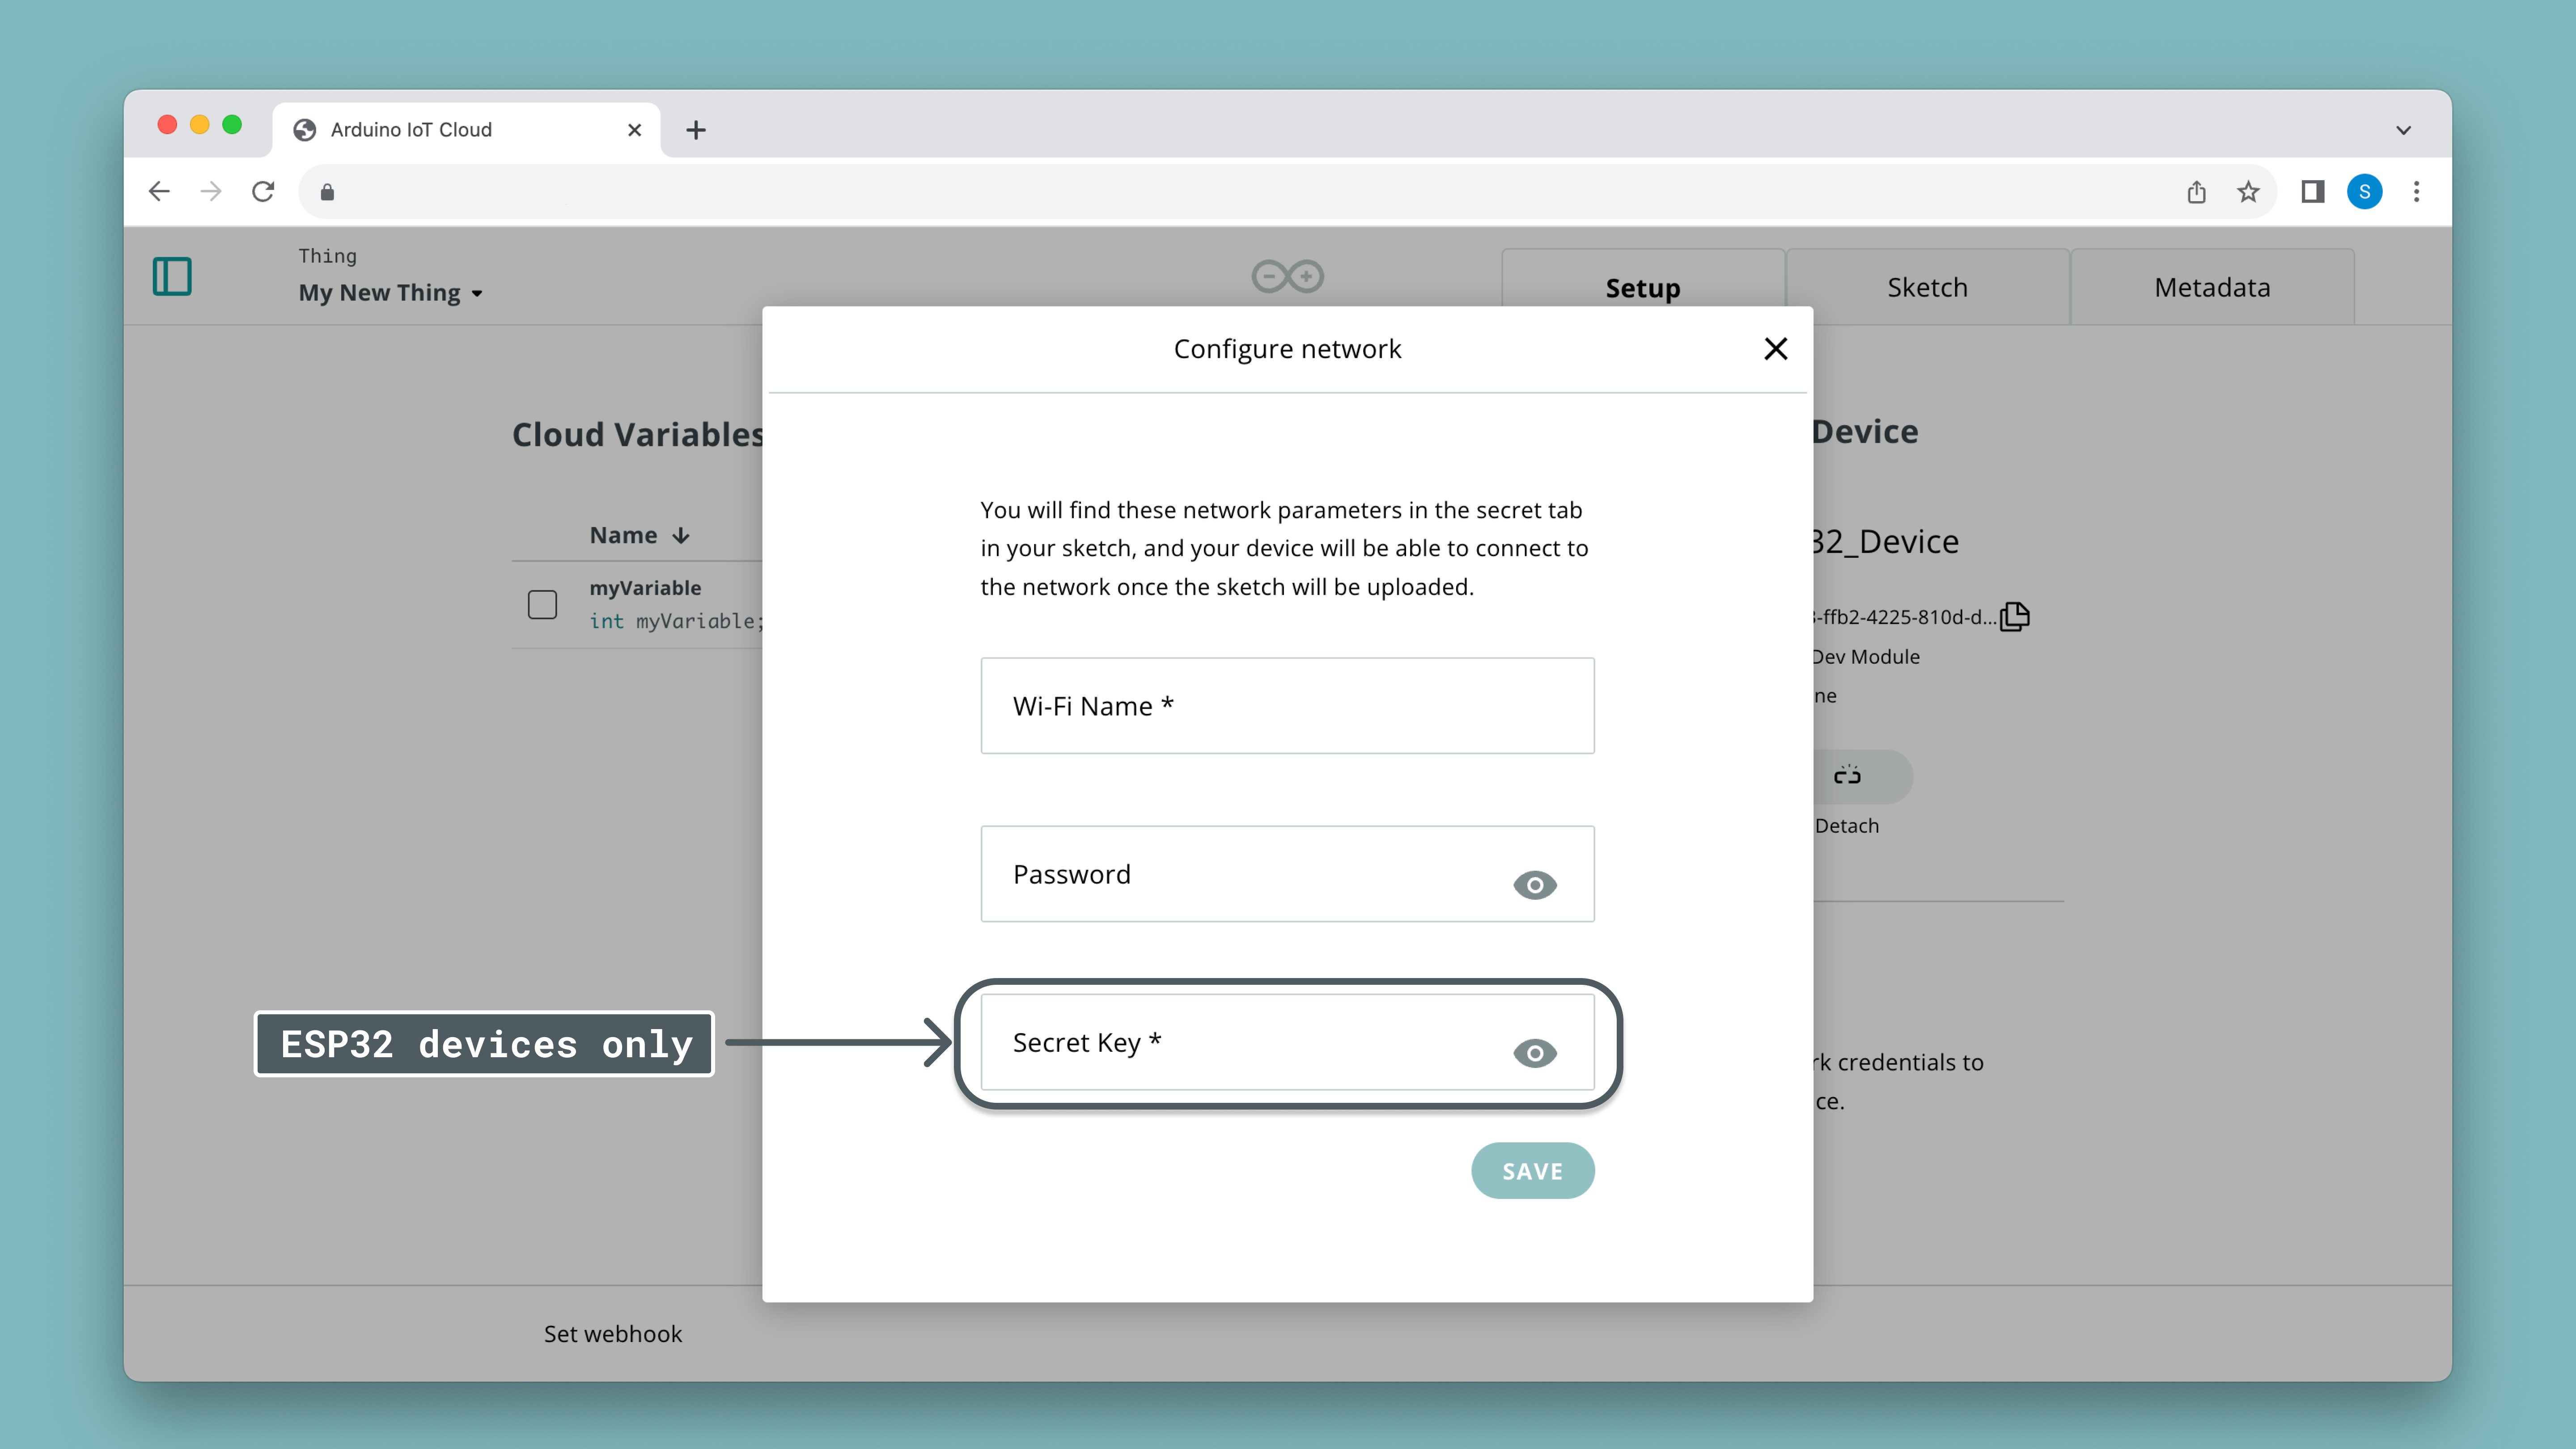 Arduino IoT Cloud
S
Thing
My New Thing
Setup
Sketch
Metadata
Configure network
Cloud Variables
Device
You will find these network parameters in the secret tab
in your sketch, and your device will be able to connect to
the network once the sketch will be uploaded.
Name
32_Device
myVariable
int myVariable;
-ffb2-4225-810d-d...
Dev Module
ne
Wi-Fi Name *
Detach
Password
ESP32 devices only
Secret Key *
rk credentials to
ce.
SAVE
Set webhook